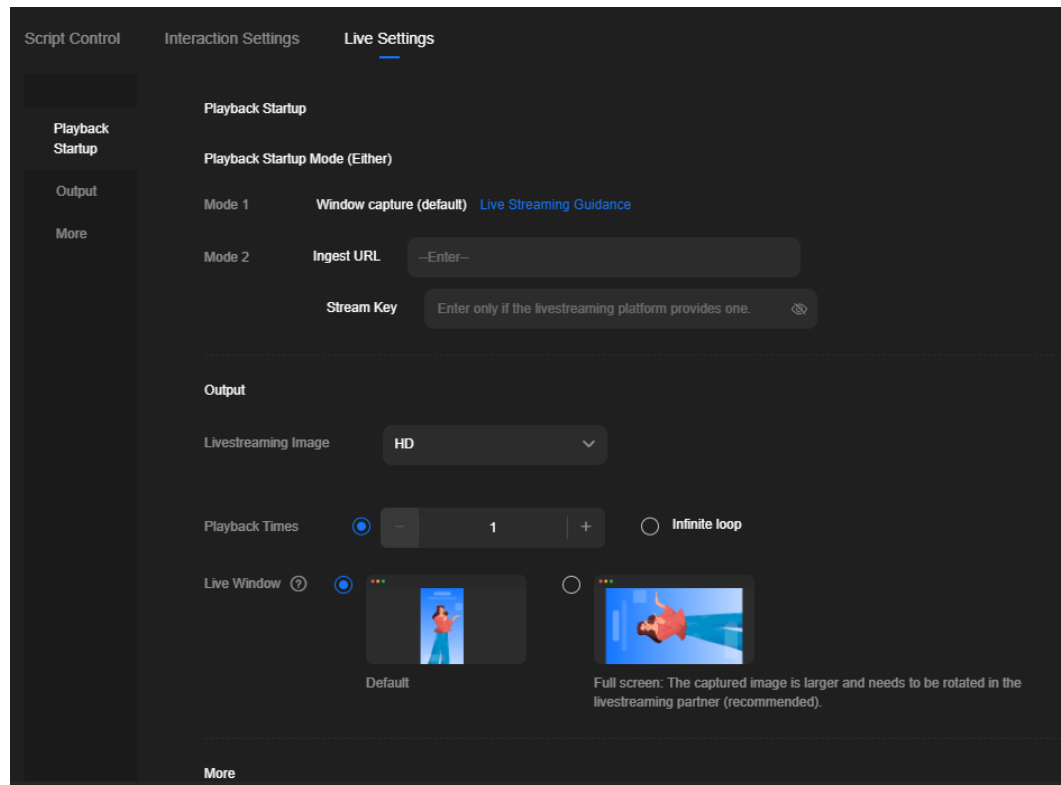 Script Control Interaction Settings Live Settings
Playback Startup
Output
More
Playback Startup
Playback Startup Mode (Either)
Mode 1 Window capture (default) Live Streaming Guidance
Mode 2 Ingest URL --Enter--
Stream Key Enter only if the livestreaming platform provides one.
Output
Livestreaming Image HD
Playback Times − 1 + Infinite loop
Live Window ?
Default
Full screen: The captured image is larger and needs to be rotated in the
livestreaming partner (recommended).
More